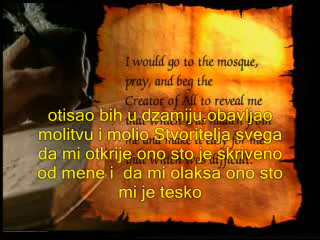 I would go to the mosque,
pray, and beg the
Creator of All to reveal me
otisao bih u dzamiju,obavljao
molitvu i molio Stvoritelja svega
da mi otkrije ono sto je skriveno
od mene i da mi olaksa ono sto
mi je tesko